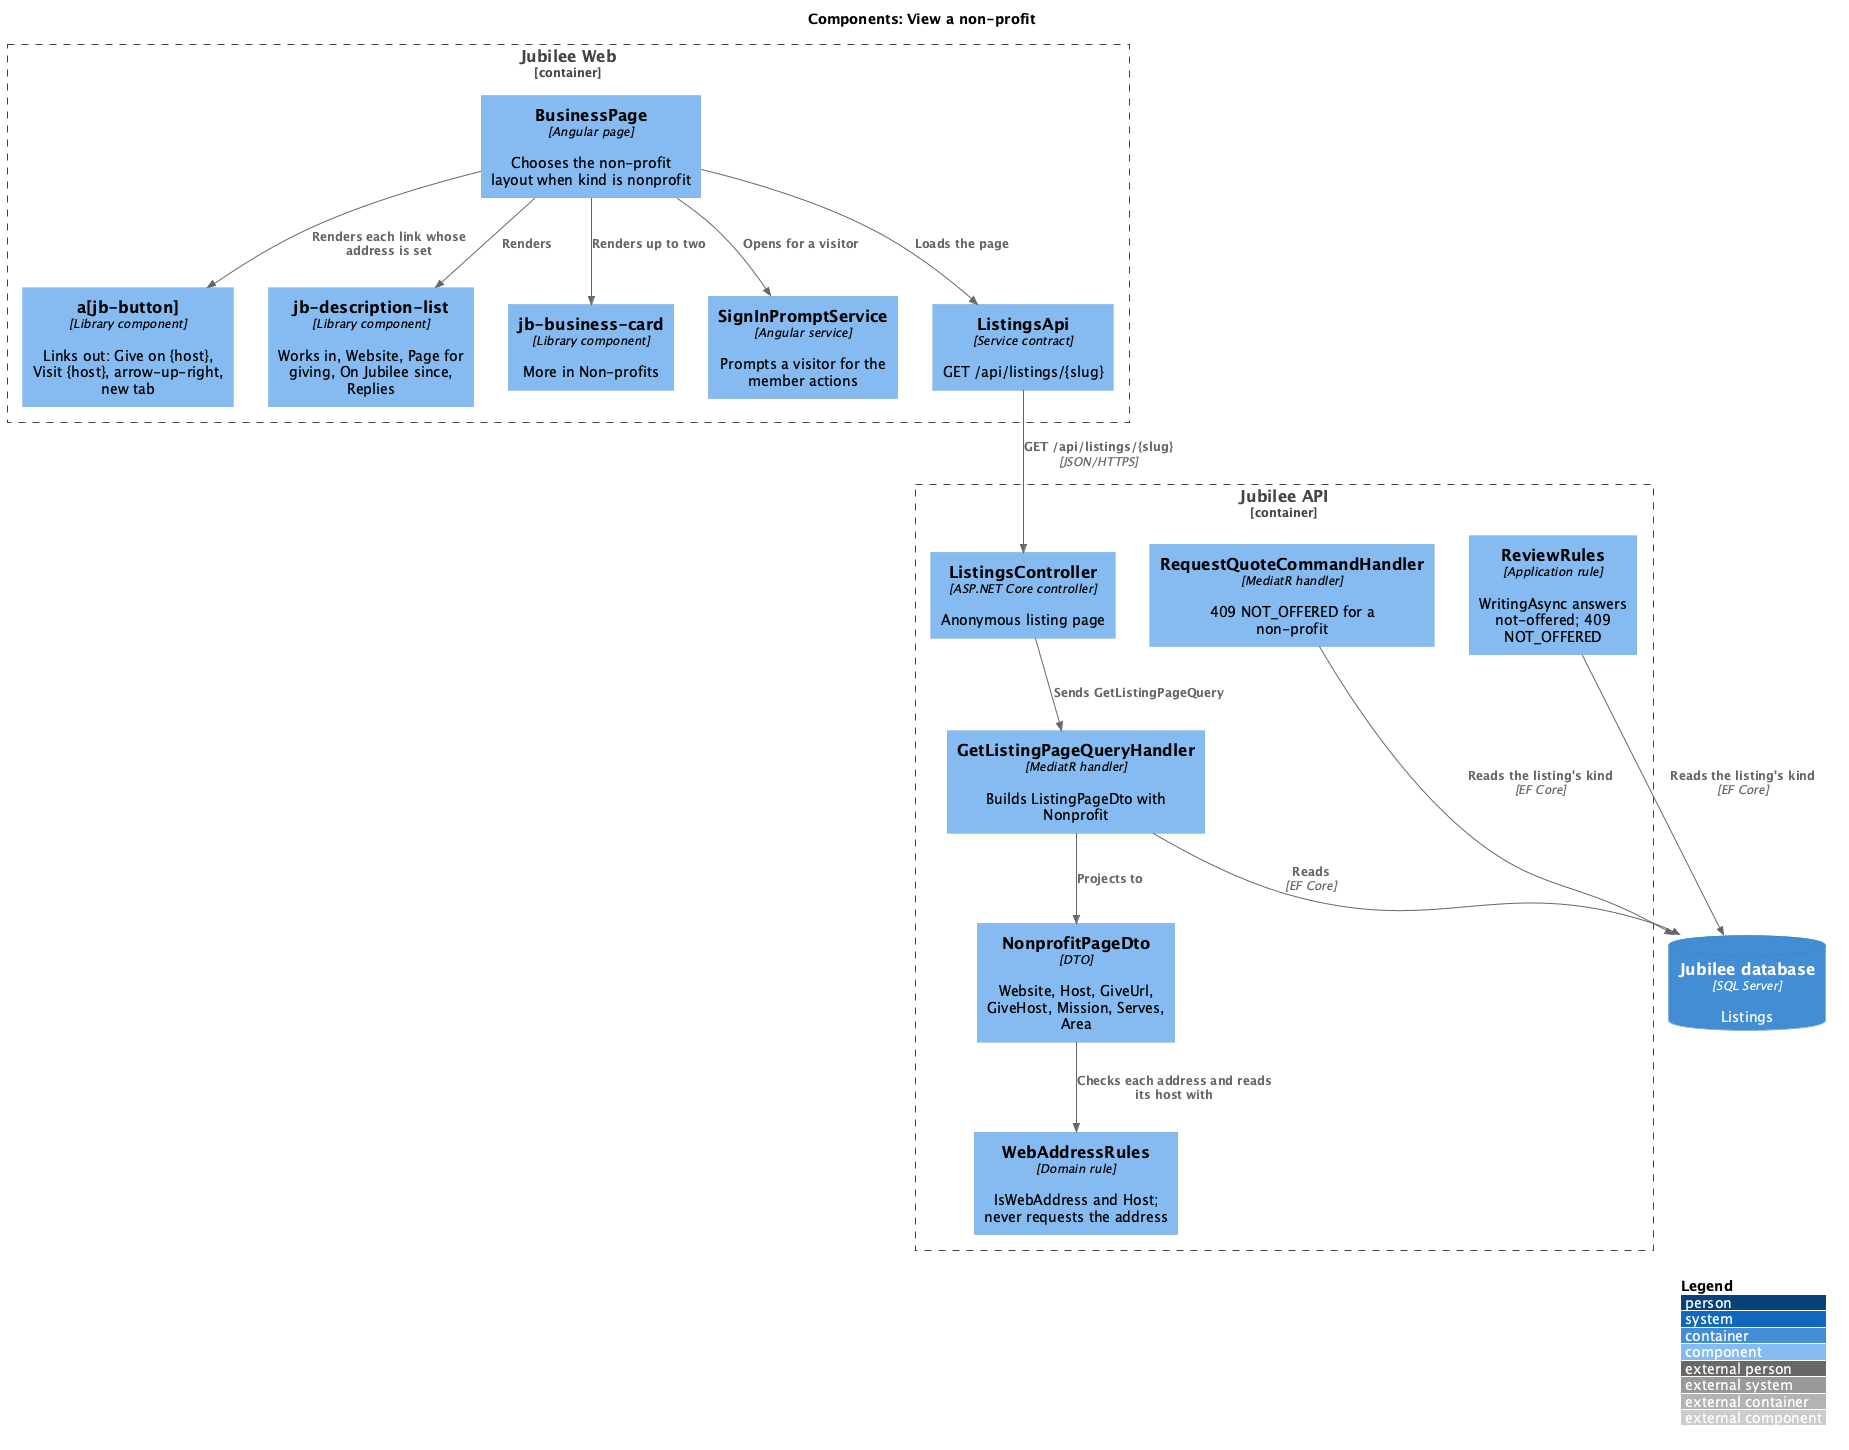 Components: View a non-profit
Jubilee Web
[container]
BusinessPage
[Angular page]
Chooses the non-profit
layout when kind is nonprofit
Renders each link whose
address is set
Renders
Renders up to two
Opens for a visitor
Loads the page
a[jb-button]
[Library component]
Links out: Give on {host},
Visit {host}, arrow-up-right,
new tab
jb-description-list
[Library component]
Works in, Website, Page for
giving, On Jubilee since,
Replies
jb-business-card
[Library component]
More in Non-profits
SignInPromptService
[Angular service]
Prompts a visitor for the
member actions
ListingsApi
[Service contract]
GET /api/listings/{slug}
GET /api/listings/{slug}
[JSON/HTTPS]
Jubilee API
[container]
ListingsController
[ASP.NET Core controller]
Anonymous listing page
RequestQuoteCommandHandler
[MediatR handler]
409 NOT_OFFERED for a
non-profit
ReviewRules
[Application rule]
WritingAsync answers
not-offered; 409
NOT_OFFERED
Sends GetListingPageQuery
GetListingPageQueryHandler
[MediatR handler]
Builds ListingPageDto with
Nonprofit
Reads the listing's kind
[EF Core]
Reads the listing's kind
[EF Core]
Projects to
Reads
[EF Core]
NonprofitPageDto
[DTO]
Website, Host, GiveUrl,
GiveHost, Mission, Serves,
Area
Jubilee database
[SQL Server]
Listings
Checks each address and reads
its host with
WebAddressRules
[Domain rule]
IsWebAddress and Host;
never requests the address
Legend
person
system
container
component
external person
external system
external container
external component